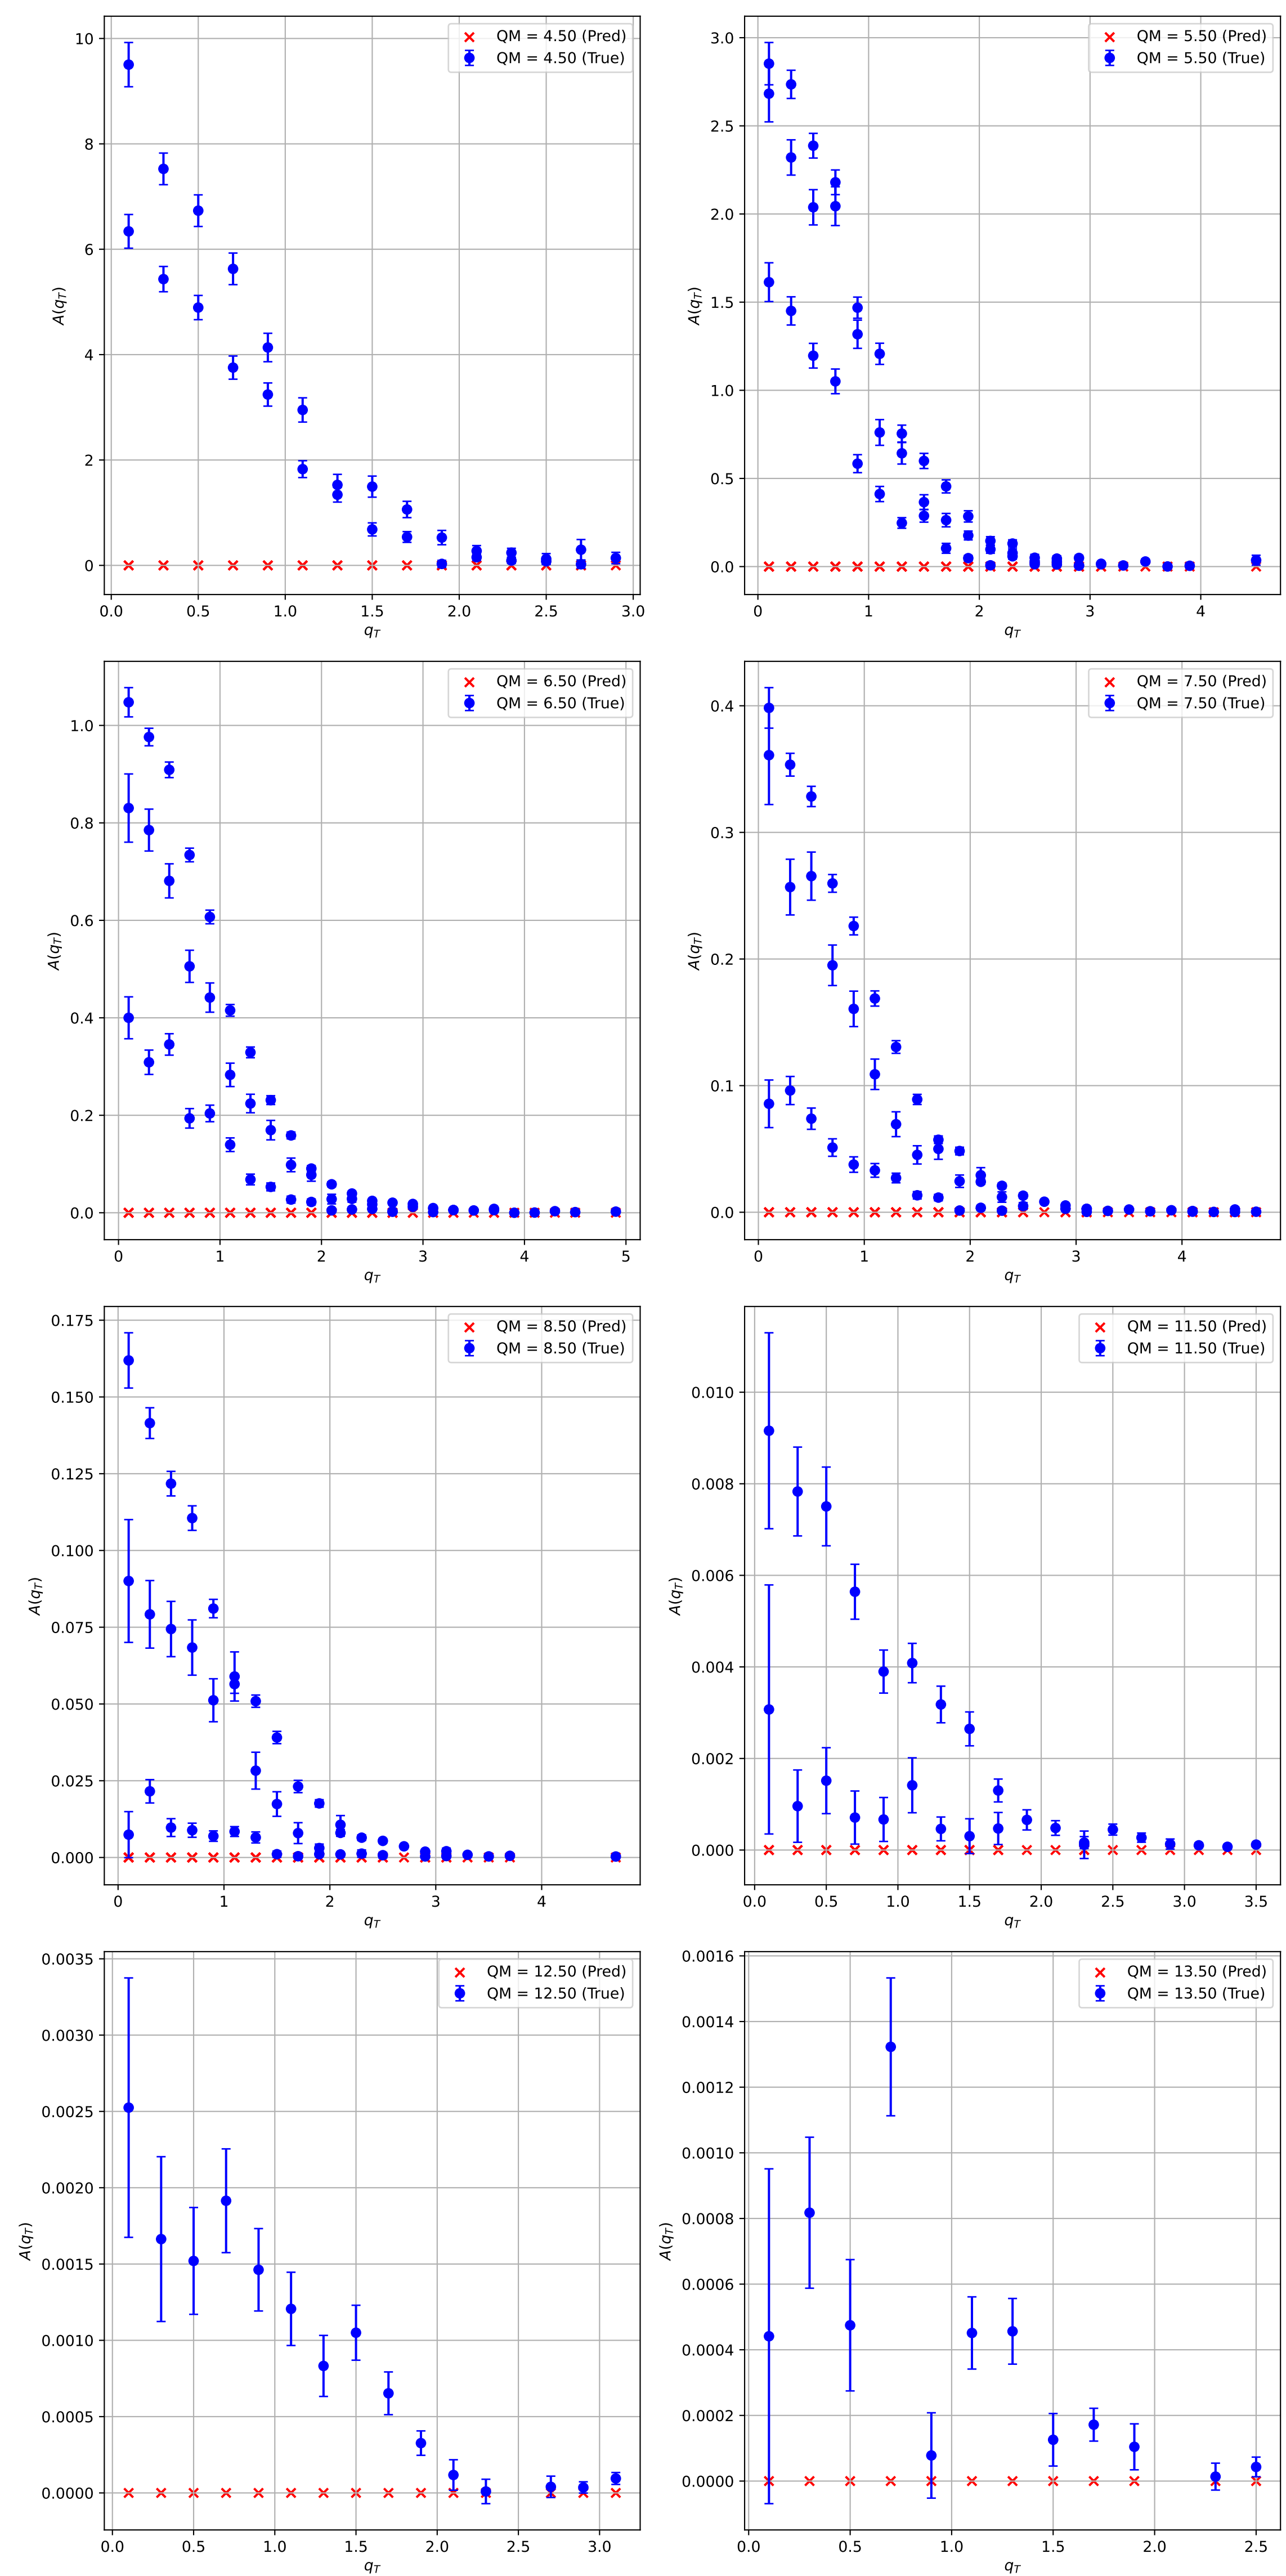 QM = 4.50 (Pred)
QM = 4.50 (True)
10
8
6
4
2
0
A(q_T)
0.0 0.5 1.0 1.5 2.0 2.5 3.0
q_T
QM = 5.50 (Pred)
QM = 5.50 (True)
3.0
2.5
2.0
1.5
1.0
0.5
0.0
A(q_T)
0 1 2 3 4
q_T
QM = 6.50 (Pred)
QM = 6.50 (True)
1.0
0.8
0.6
0.4
0.2
0.0
A(q_T)
0 1 2 3 4 5
q_T
QM = 7.50 (Pred)
QM = 7.50 (True)
0.4
0.3
0.2
0.1
0.0
A(q_T)
0 1 2 3 4
q_T
QM = 8.50 (Pred)
QM = 8.50 (True)
0.175
0.150
0.125
0.100
0.075
0.050
0.025
0.000
A(q_T)
0 1 2 3 4
q_T
QM = 11.50 (Pred)
QM = 11.50 (True)
0.010
0.008
0.006
0.004
0.002
0.000
A(q_T)
0.0 0.5 1.0 1.5 2.0 2.5 3.0 3.5
q_T
QM = 12.50 (Pred)
QM = 12.50 (True)
0.0035
0.0030
0.0025
0.0020
0.0015
0.0010
0.0005
0.0000
A(q_T)
0.0 0.5 1.0 1.5 2.0 2.5 3.0
q_T
QM = 13.50 (Pred)
QM = 13.50 (True)
0.0016
0.0014
0.0012
0.0010
0.0008
0.0006
0.0004
0.0002
0.0000
A(q_T)
0.0 0.5 1.0 1.5 2.0 2.5
q_T